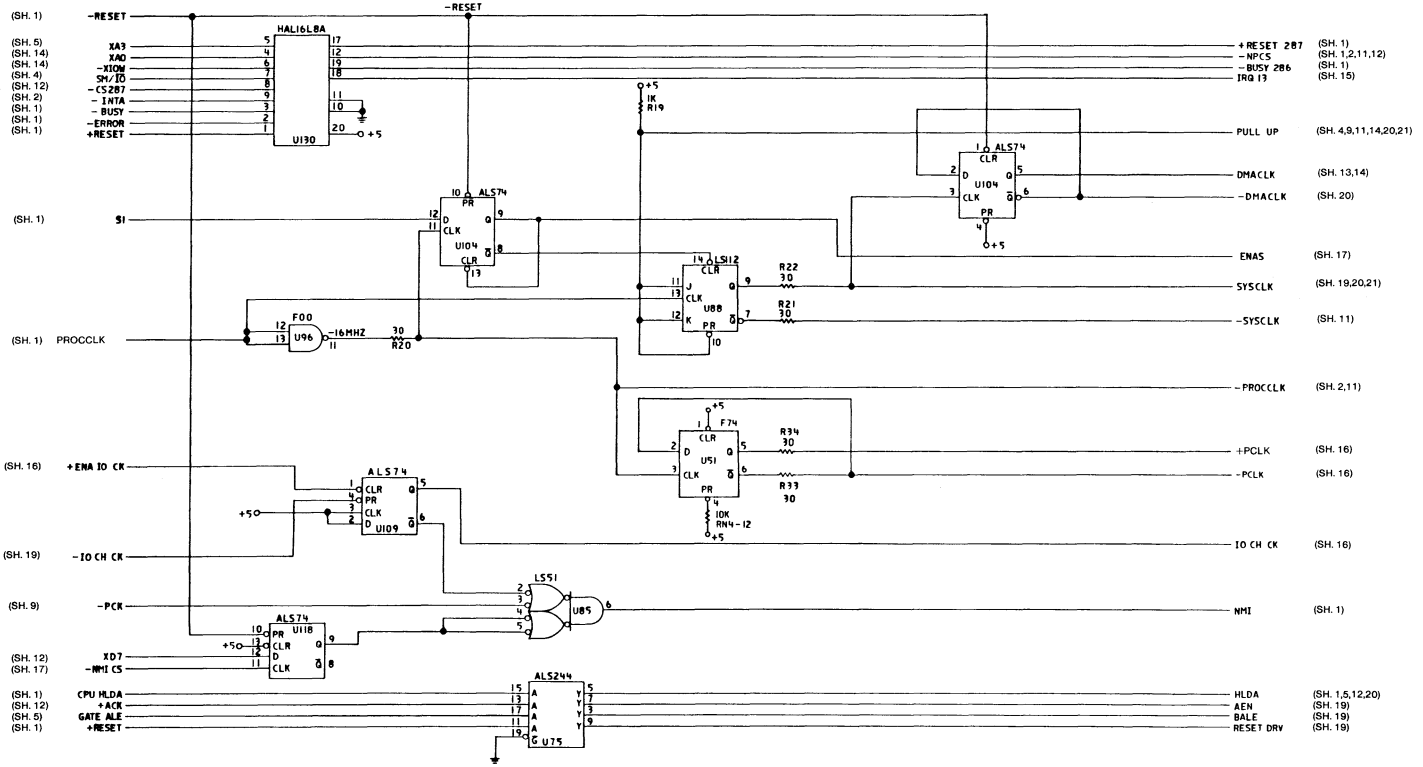 (SH. 1) -RESET
-RESET
HAL16L8A
(SH. 5) XA3 5 17 +RESET 287 (SH. 1)
(SH. 14) XA0 4 12 -NPCS (SH. 1,2,11,12)
(SH. 14) -XIOW 6 19 -BUSY 286 (SH. 1)
(SH. 4) SM/IO 7 18 IRQ 13 (SH. 15)
(SH. 12) -CS287 8
(SH. 2) - INTA 9 11
(SH. 1) - BUSY 3 10
(SH. 1) -ERROR 2
(SH. 1) +RESET 1 20 +5
U130
+5
1K
R19
PULL UP (SH. 4,9,11,14,20,21)
1 ALS74
CLR
2 D Q 5 DMACLK (SH. 13,14)
U104
3 CLK Q 6 -DMACLK (SH. 20)
PR
4
+5
10 ALS74
PR
(SH. 1) S1 12 D Q 9
11 CLK
U104 Q 8
CLR
13
ENAS (SH. 17)
14 LS112
CLR
11 J Q 9
13 CLK
U88
12 K Q 7
PR
10
R22
30
SYSCLK (SH. 19,20,21)
R21
30
-SYSCLK (SH. 11)
F00
(SH. 1) PROCCLK 12
13 U96 11
-16MHZ
30
R20
-PROCCLK (SH. 2,11)
+5
1 F74
CLR
2 D Q 5
U51
3 CLK Q 6
PR
4
10K
RN4-12
+5
R34
30
+PCLK (SH. 16)
-PCLK (SH. 16)
R33
30
(SH. 16) +ENA IO CK
ALS74
1 CLR Q 5
4 PR
3 CLK
2 D Q 6
U109
+5
(SH. 19) -IO CH CK
IO CH CK (SH. 16)
LS51
2
3
4
5
U85 6
NMI (SH. 1)
(SH. 9) -PCK
ALS74
U118
10 PR Q 9
+5 13 CLR
(SH. 12) XD7 12 D
(SH. 17) -NMI CS 11 CLK Q 8
ALS244
(SH. 1) CPU HLDA 15 A Y 5 HLDA (SH. 1,5,12,20)
(SH. 12) +ACK 13 A Y 7 AEN (SH. 19)
(SH. 5) GATE ALE 17 A Y 3 BALE (SH. 19)
(SH. 1) +RESET 11 A Y 9 RESET DRV (SH. 19)
19 G U75